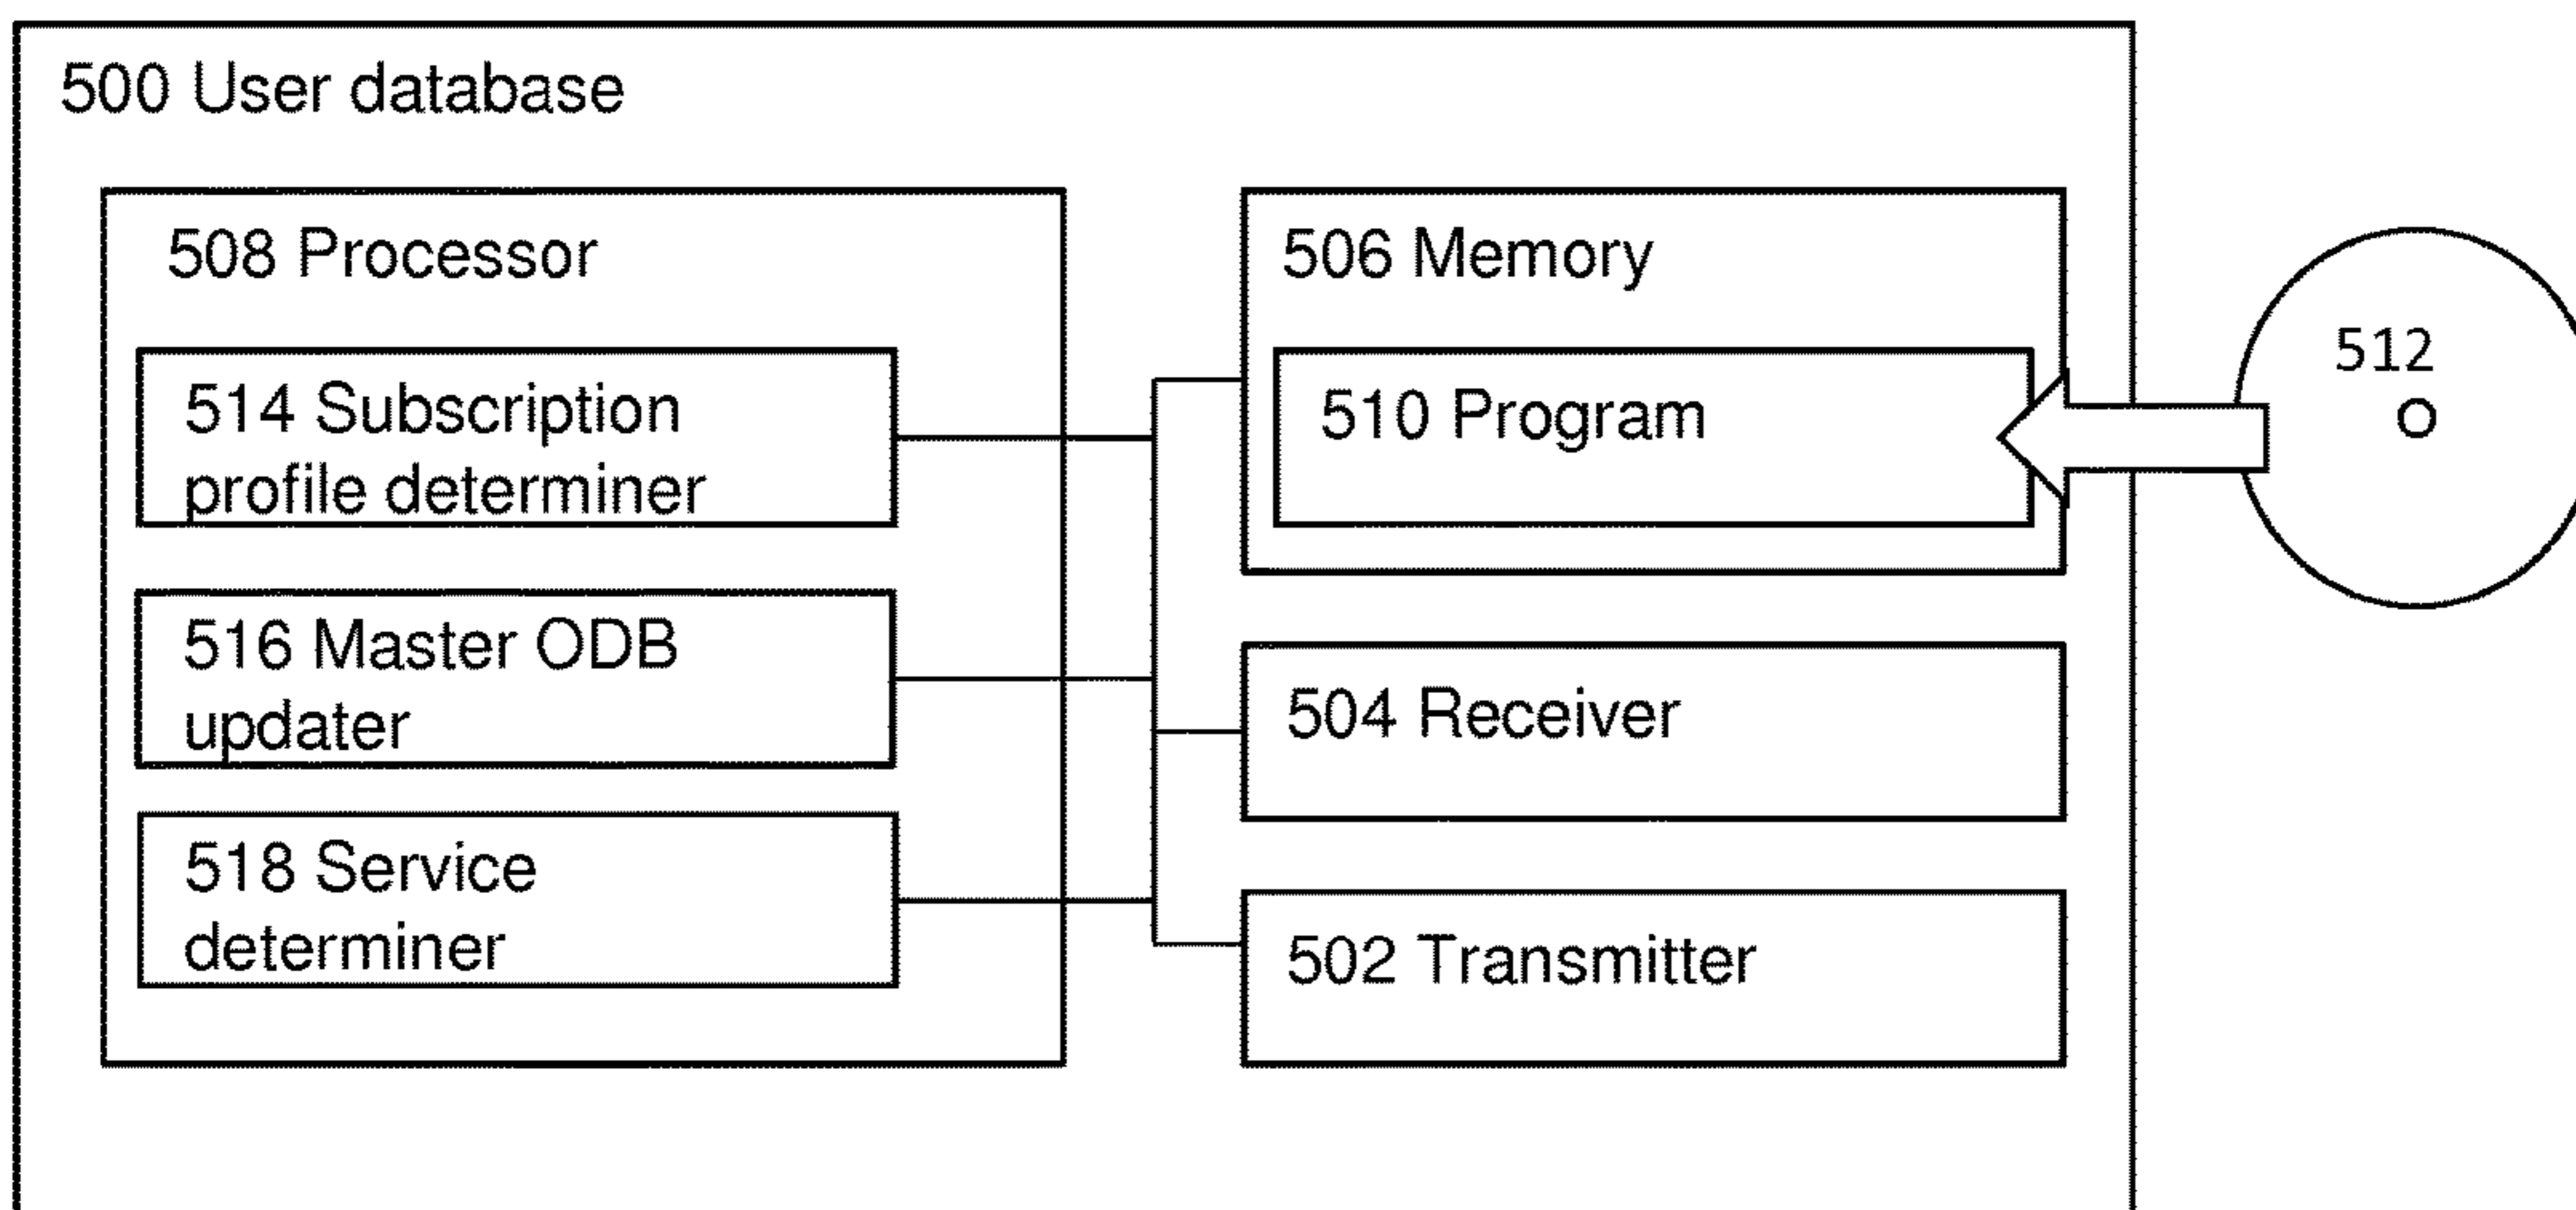 500 User database
508 Processor
514 Subscription
profile determiner
516 Master ODB
updater
518 Service
determiner
506 Memory
510 Program
504 Receiver
502 Transmitter
512